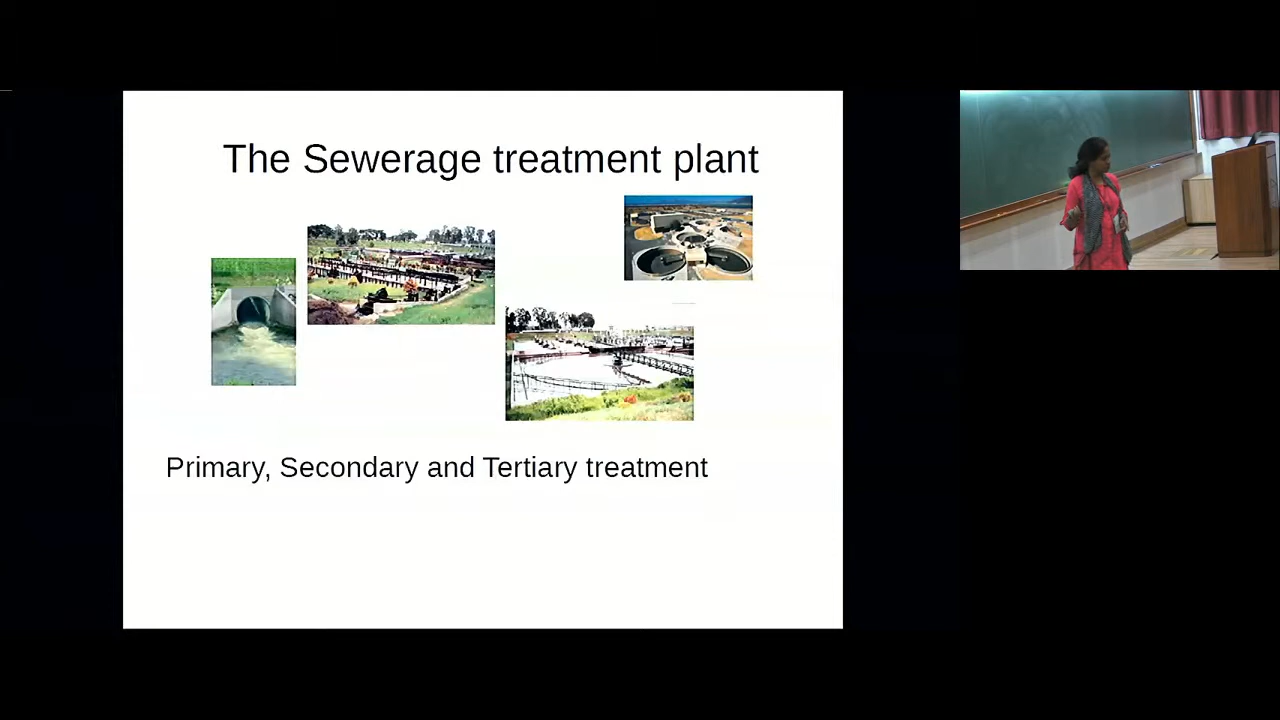 The Sewerage treatment plant
Primary, Secondary and Tertiary treatment